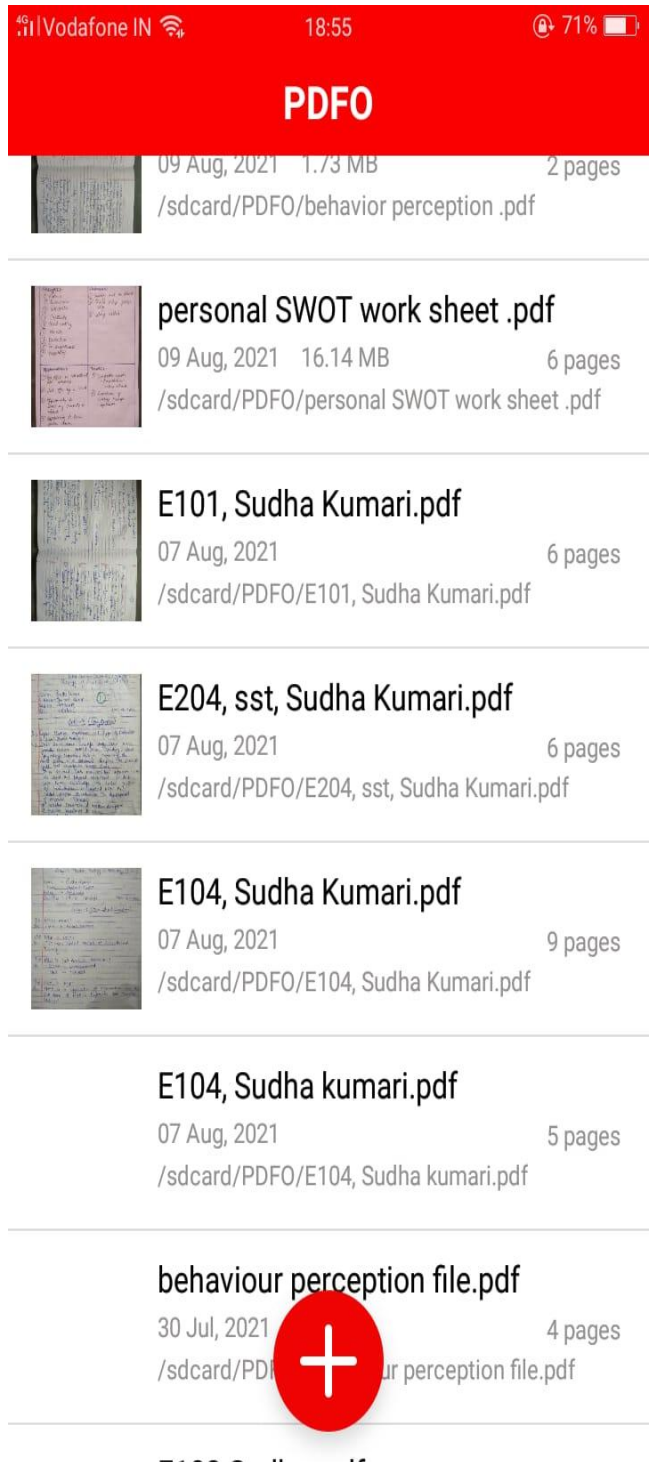 4G Vodafone IN 18:55 71%
PDFO
09 Aug, 2021 1.73 MB 2 pages
/sdcard/PDFO/behavior perception .pdf
personal SWOT work sheet .pdf
09 Aug, 2021 16.14 MB 6 pages
/sdcard/PDFO/personal SWOT work sheet .pdf
E101, Sudha Kumari.pdf
07 Aug, 2021 6 pages
/sdcard/PDFO/E101, Sudha Kumari.pdf
E204, sst, Sudha Kumari.pdf
07 Aug, 2021 6 pages
/sdcard/PDFO/E204, sst, Sudha Kumari.pdf
E104, Sudha Kumari.pdf
07 Aug, 2021 9 pages
/sdcard/PDFO/E104, Sudha Kumari.pdf
E104, Sudha kumari.pdf
07 Aug, 2021 5 pages
/sdcard/PDFO/E104, Sudha kumari.pdf
behaviour perception file.pdf
30 Jul, 2021 4 pages
/sdcard/PD ur perception file.pdf